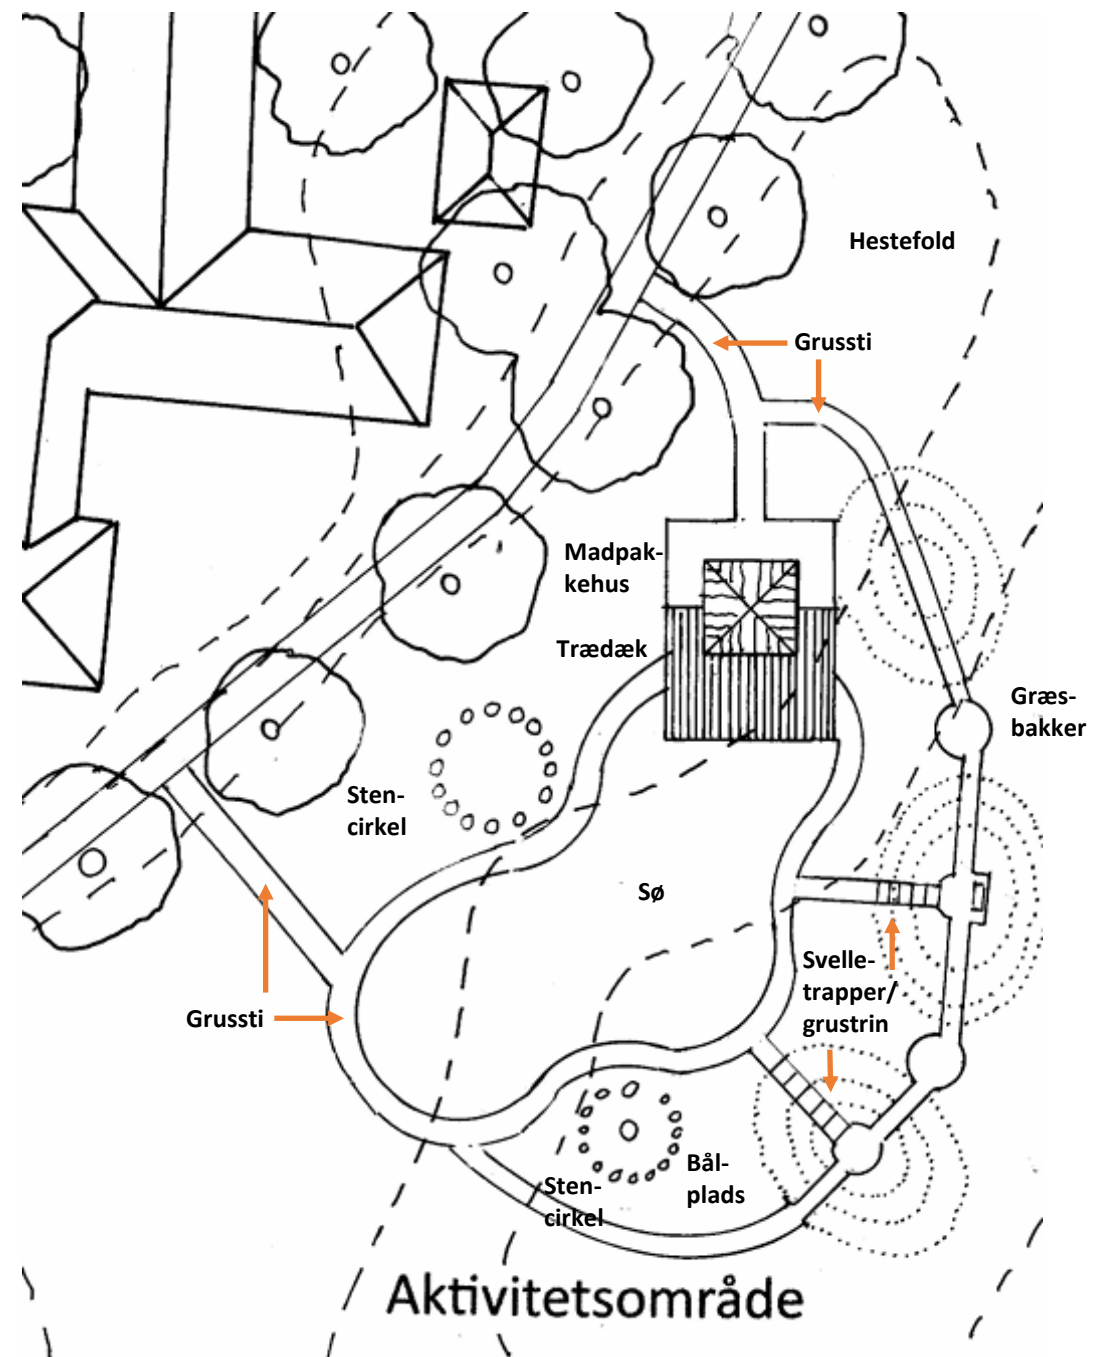 Hestefold
Grussti
Madpak-
kehus
Trædæk
Græs-
bakker
Sten-
cirkel
Sø
Svelle-
trapper/
grustrin
Grussti
Bål-
plads
Sten-
cirkel
Aktivitetsområde